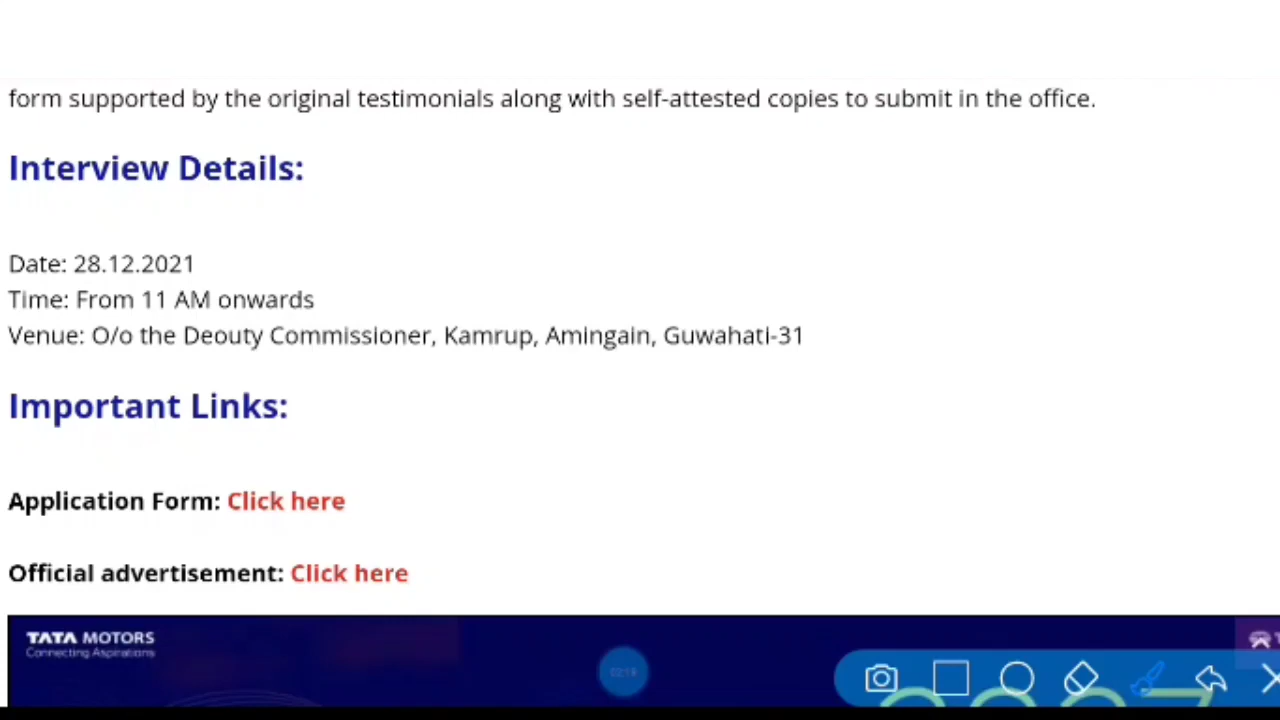 form supported by the original testimonials along with self-attested copies to submit in the office.
Interview Details:
Date: 28.12.2021
Time: From 11 AM onwards
Venue: O/o the Deouty Commissioner, Kamrup, Amingain, Guwahati-31
Important Links:
Application Form: Click here
Official advertisement: Click here
TATA MOTORS
Connecting Aspirations
02:19